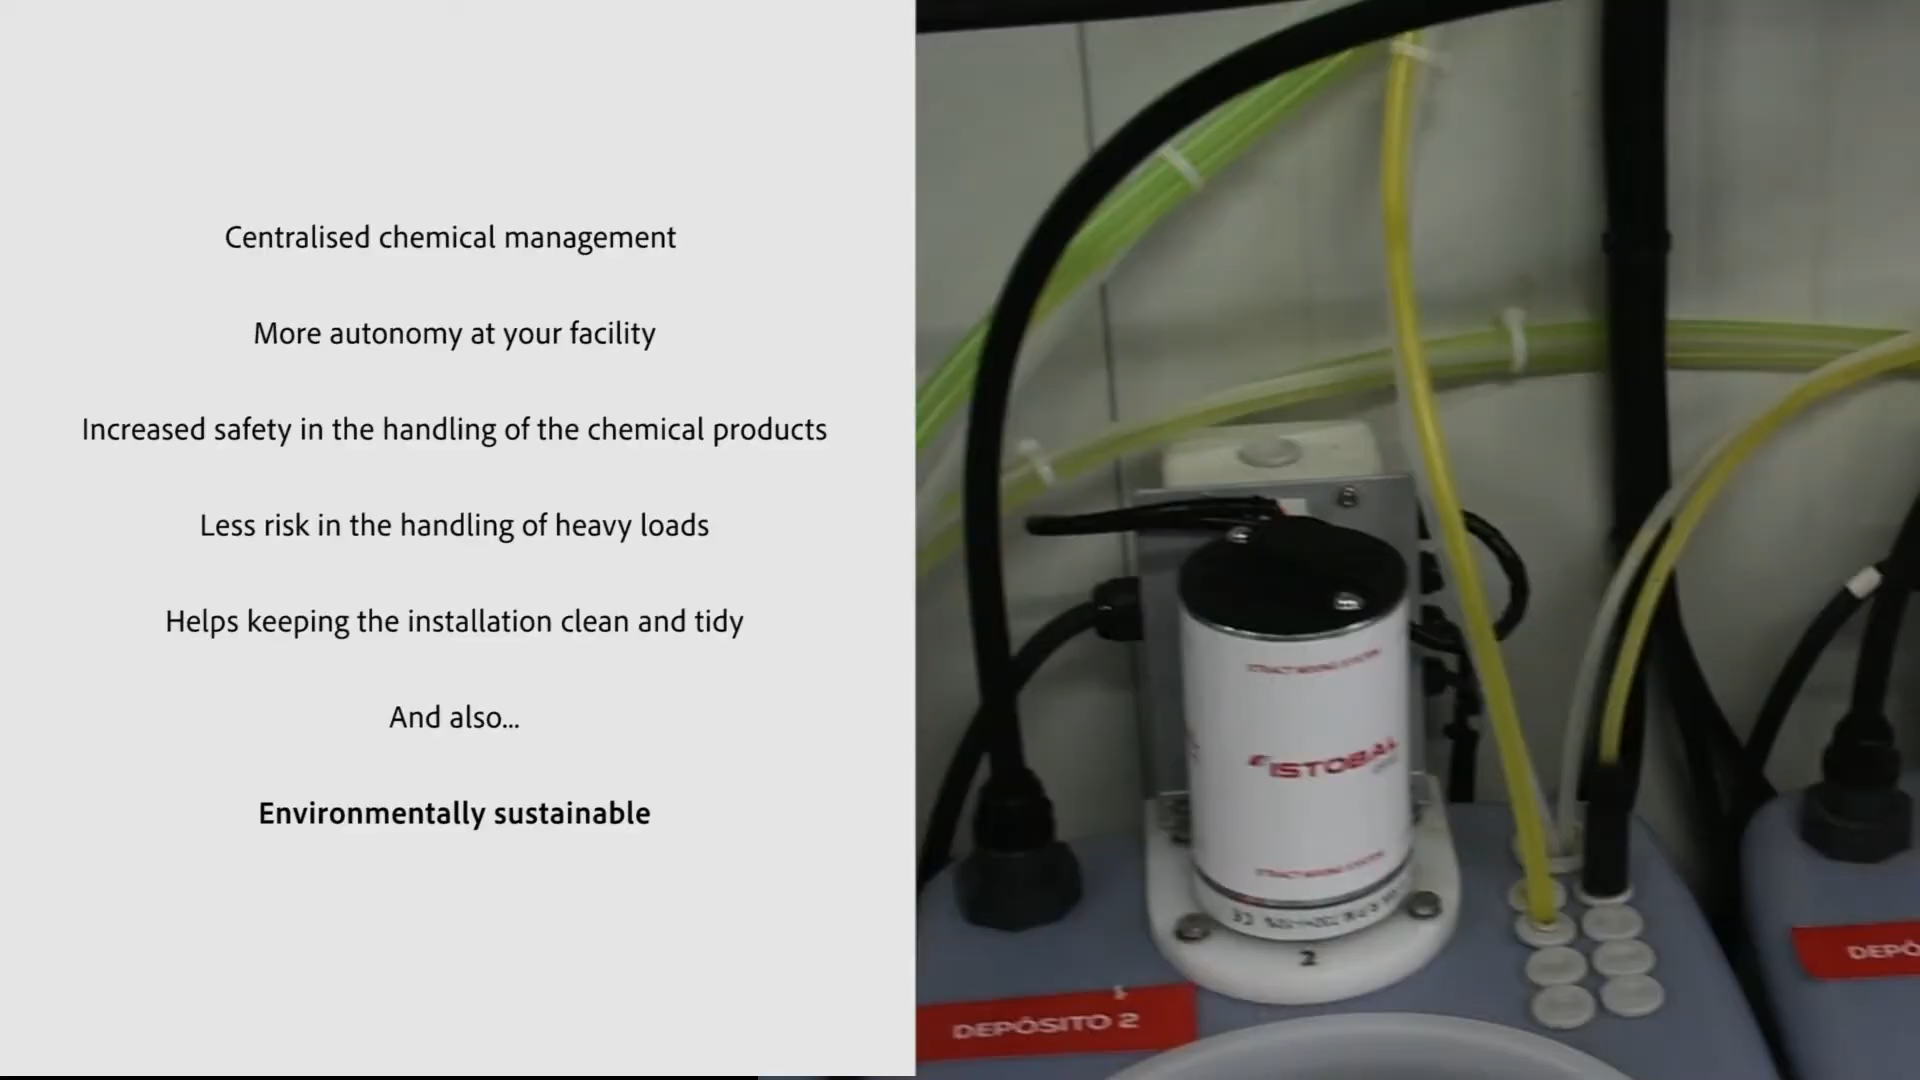 Centralised chemical management
More autonomy at your facility
Increased safety in the handling of the chemical products
Less risk in the handling of heavy loads
Helps keeping the installation clean and tidy
And also...
Environmentally sustainable
ISTOBAL
2
DEPÓSITO 2
DEPÓ